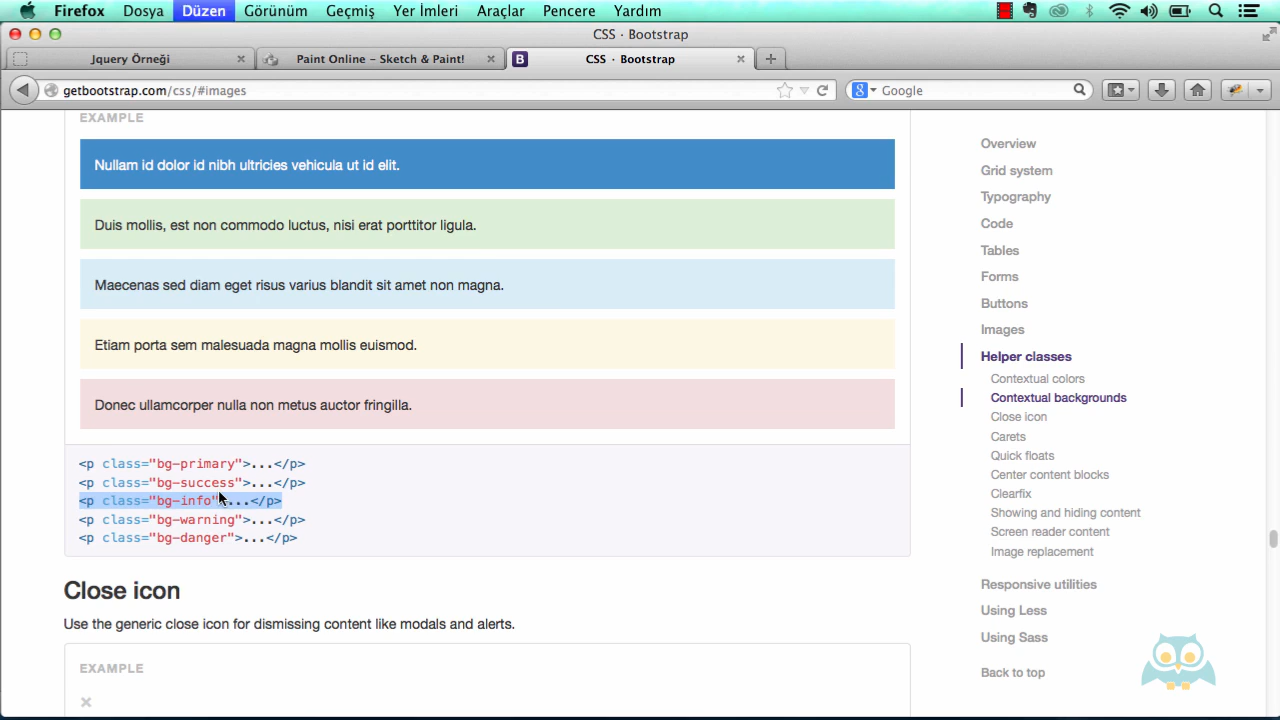 Firefox Dosya Düzen Görünüm Geçmiş Yer İmleri Araçlar Pencere Yardım
CSS · Bootstrap
Jquery Örneği
Paint Online – Sketch & Paint!
CSS · Bootstrap
getbootstrap.com/css/#images
Google
EXAMPLE
Nullam id dolor id nibh ultricies vehicula ut id elit.
Duis mollis, est non commodo luctus, nisi erat porttitor ligula.
Maecenas sed diam eget risus varius blandit sit amet non magna.
Etiam porta sem malesuada magna mollis euismod.
Donec ullamcorper nulla non metus auctor fringilla.
<p class="bg-primary">...</p>
<p class="bg-success">...</p>
<p class="bg-info">...</p>
<p class="bg-warning">...</p>
<p class="bg-danger">...</p>
Close icon
Use the generic close icon for dismissing content like modals and alerts.
EXAMPLE
×
Overview
Grid system
Typography
Code
Tables
Forms
Buttons
Images
Helper classes
Contextual colors
Contextual backgrounds
Close icon
Carets
Quick floats
Center content blocks
Clearfix
Showing and hiding content
Screen reader content
Image replacement
Responsive utilities
Using Less
Using Sass
Back to top